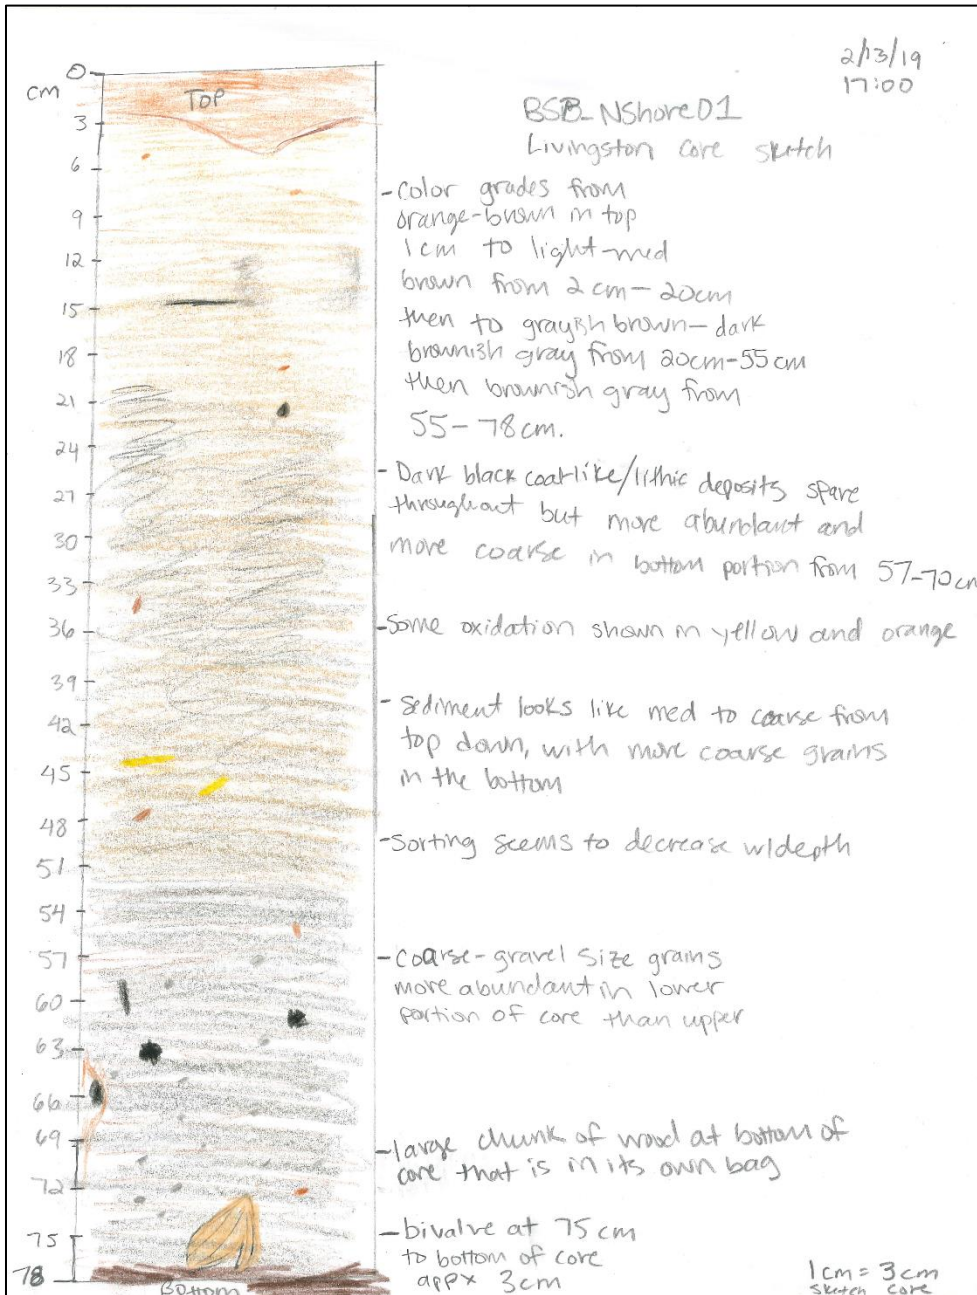 2/13/19
17:00
BSB_NShore01
Livingston core sketch
cm
0
TOP
3
6
9
12
15
18
21
24
27
30
33
36
39
42
45
48
51
54
57
60
63
66
69
72
75
78
Bottom
-color grades from
orange-brown in top
1cm to light-med
brown from 2cm-20cm
then to grayish brown-dark
brownish gray from 20cm-55cm
then brownish gray from
55-78cm.
-Dark black coal-like/lithic deposits spare
throughout but more abundant and
more coarse in bottom portion from 57-70cm
-Some oxidation shown in yellow and orange
-Sediment looks like med to coarse from
top down, with more coarse grains
in the bottom
-Sorting seems to decrease w/depth
-Coarse-gravel size grains
more abundant in lower
portion of core than upper
-large chunk of wood at bottom of
core that is in its own bag
-bivalve at 75cm
to bottom of core
appx 3cm
1cm = 3cm
sketch core